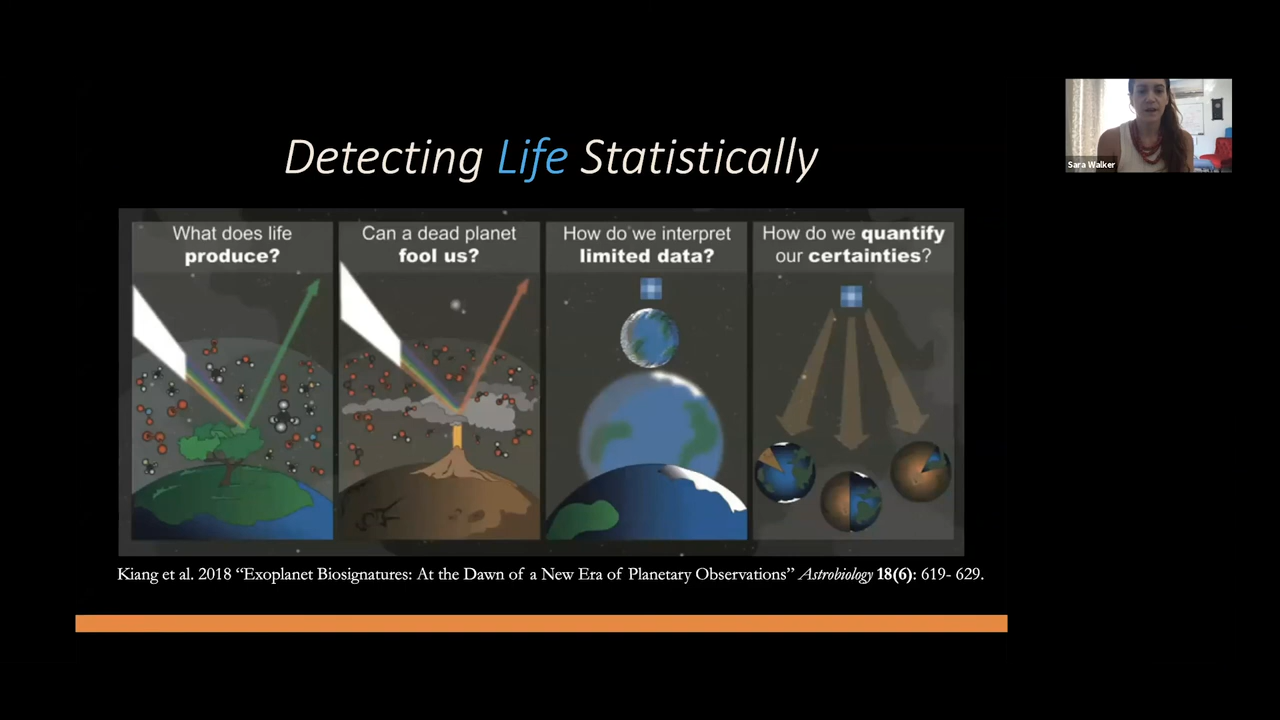 Detecting Life Statistically
What does life
produce?
Can a dead planet
fool us?
How do we interpret
limited data?
How do we quantify
our certainties?
Kiang et al. 2018 “Exoplanet Biosignatures: At the Dawn of a New Era of Planetary Observations” Astrobiology 18(6): 619- 629.
Sara Walker